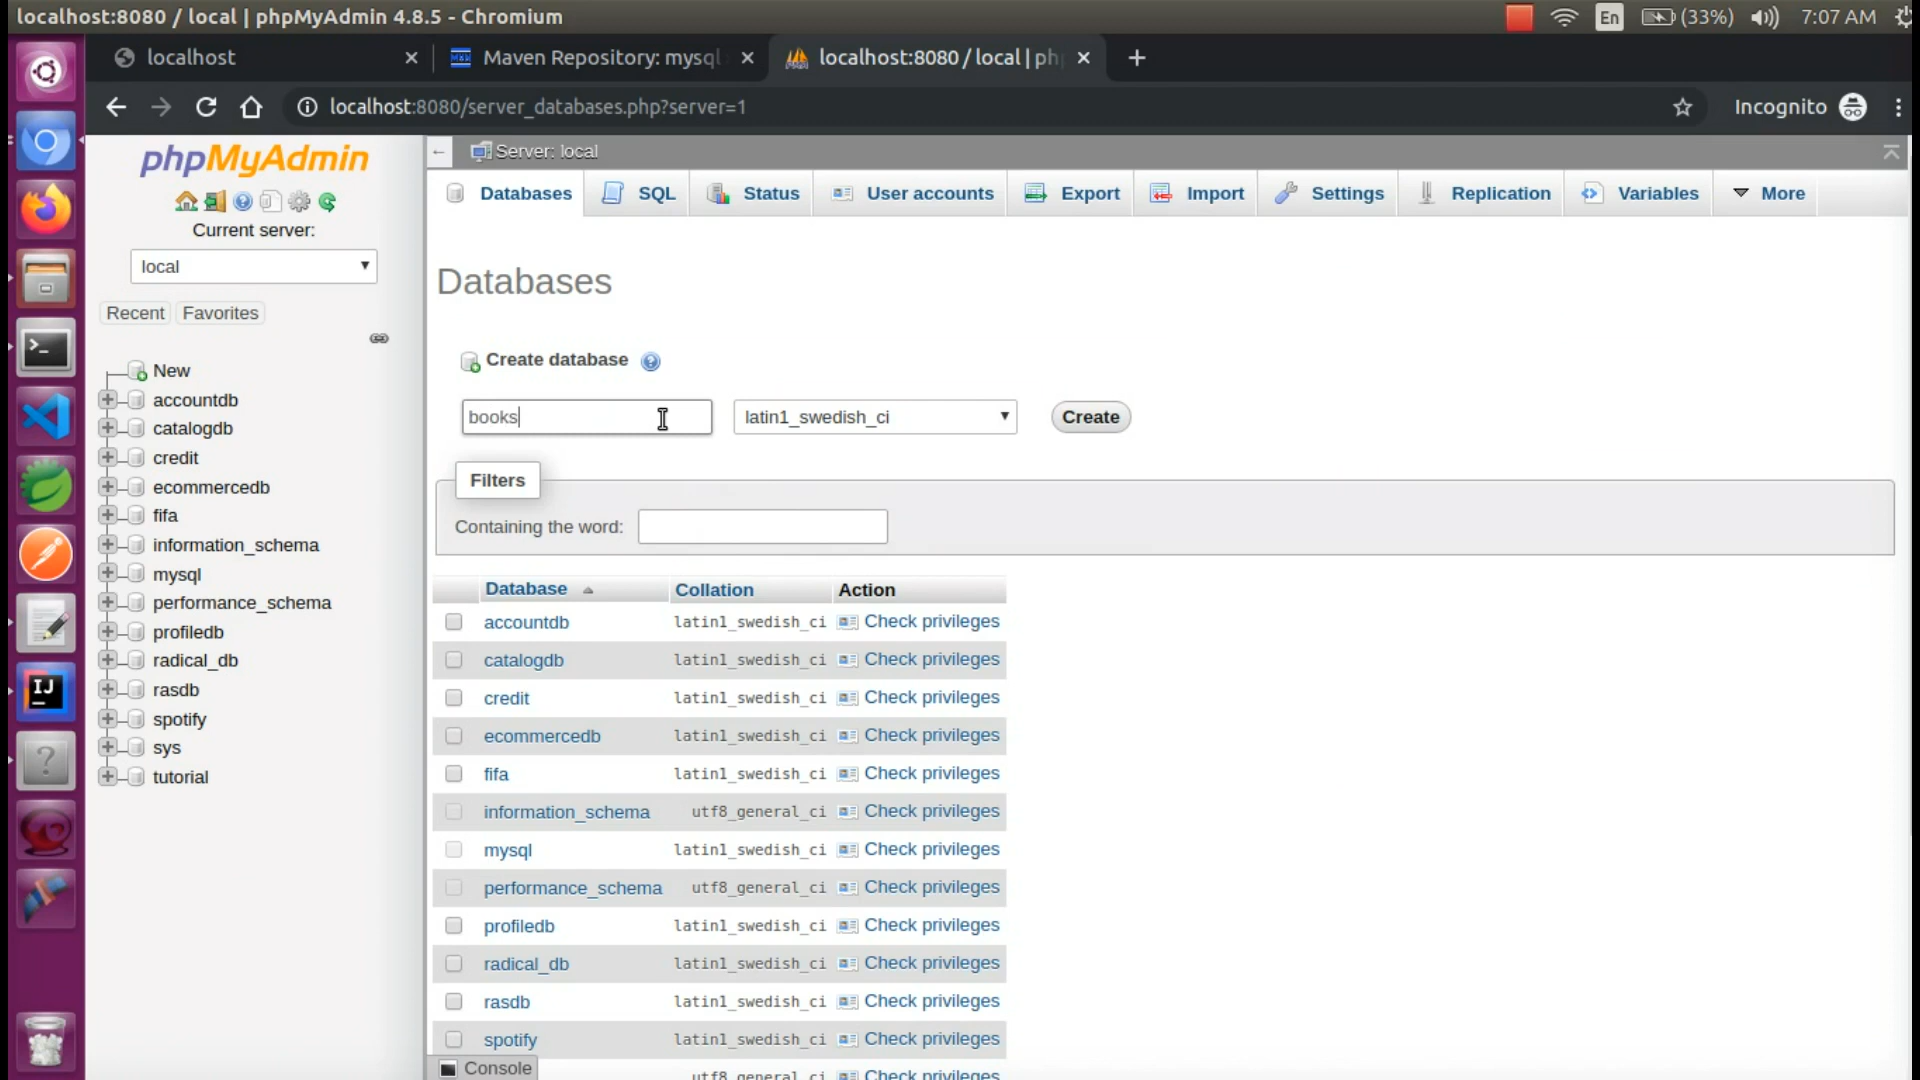 localhost:8080 / local | phpMyAdmin 4.8.5 - Chromium
En
(33%)
7:07 AM
localhost
Maven Repository: mysql
localhost:8080 / local | ph
localhost:8080/server_databases.php?server=1
Incognito
phpMyAdmin
Current server:
local
Recent
Favorites
New
accountdb
catalogdb
credit
ecommercedb
fifa
information_schema
mysql
performance_schema
profiledb
radical_db
rasdb
spotify
sys
tutorial
Server: local
Databases
SQL
Status
User accounts
Export
Import
Settings
Replication
Variables
More
Databases
Create database
books
latin1_swedish_ci
Create
Filters
Containing the word:
Database Collation Action
accountdb latin1_swedish_ci Check privileges
catalogdb latin1_swedish_ci Check privileges
credit latin1_swedish_ci Check privileges
ecommercedb latin1_swedish_ci Check privileges
fifa latin1_swedish_ci Check privileges
information_schema utf8_general_ci Check privileges
mysql latin1_swedish_ci Check privileges
performance_schema utf8_general_ci Check privileges
profiledb latin1_swedish_ci Check privileges
radical_db latin1_swedish_ci Check privileges
rasdb latin1_swedish_ci Check privileges
spotify latin1_swedish_ci Check privileges
utf8_general_ci Check privileges
Console
IJ